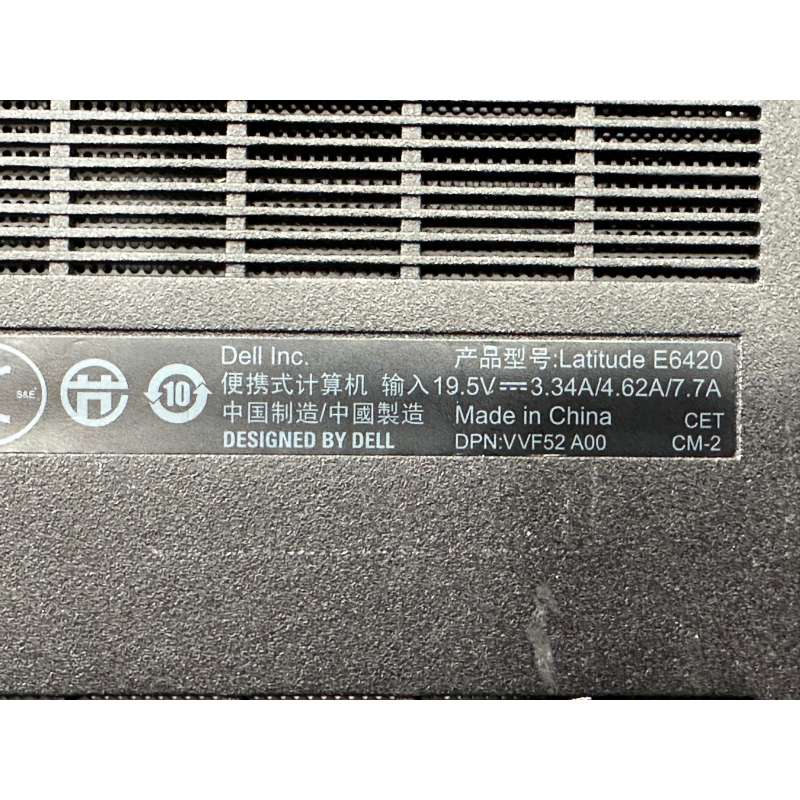 Dell Inc.
产品型号:Latitude E6420
便携式计算机 输入19.5V⎓3.34A/4.62A/7.7A
中国制造/中國製造
Made in China
CET
DESIGNED BY DELL
DPN:VVF52 A00
CM-2
S&E
10